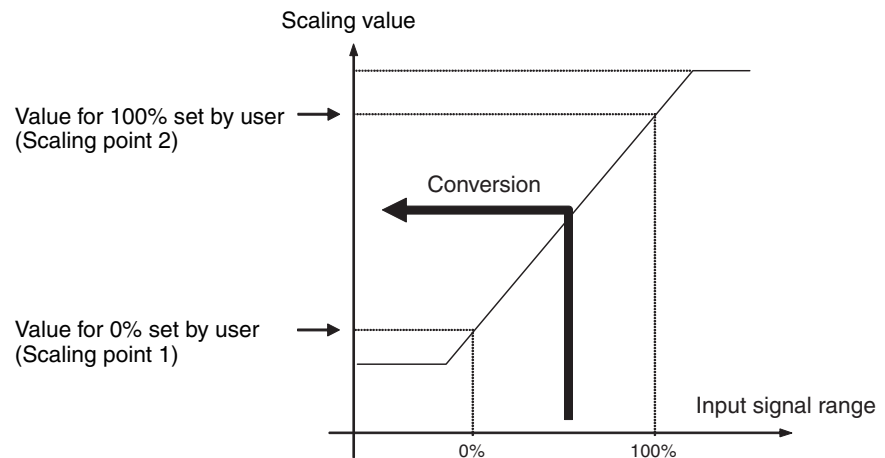 Scaling value
Value for 100% set by user
(Scaling point 2)
Conversion
Value for 0% set by user
(Scaling point 1)
Input signal range
0%
100%